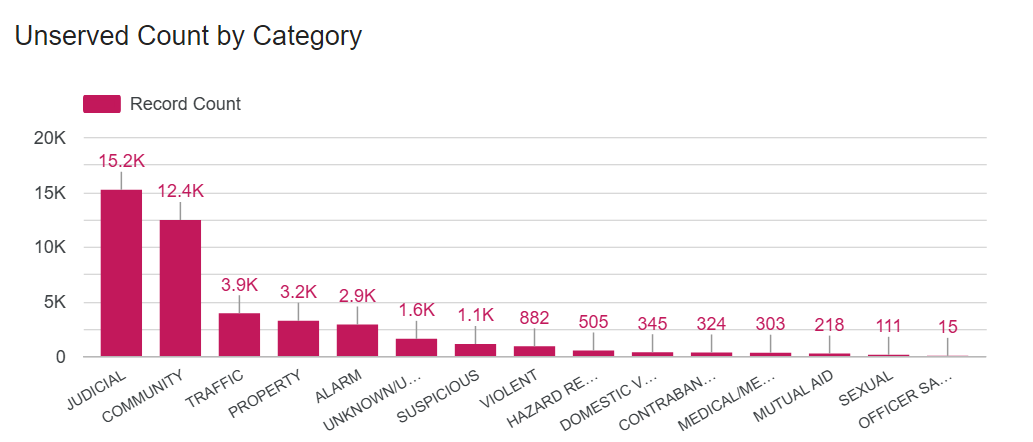 Unserved Count by Category
Record Count
20K
15K
10K
5K
0
15.2K
12.4K
3.9K
3.2K
2.9K
1.6K
1.1K
882
505
345
324
303
218
111
15
JUDICIAL
COMMUNITY
TRAFFIC
PROPERTY
ALARM
UNKNOWN/U…
SUSPICIOUS
VIOLENT
HAZARD RE…
DOMESTIC V…
CONTRABAN…
MEDICAL/ME…
MUTUAL AID
SEXUAL
OFFICER SA…